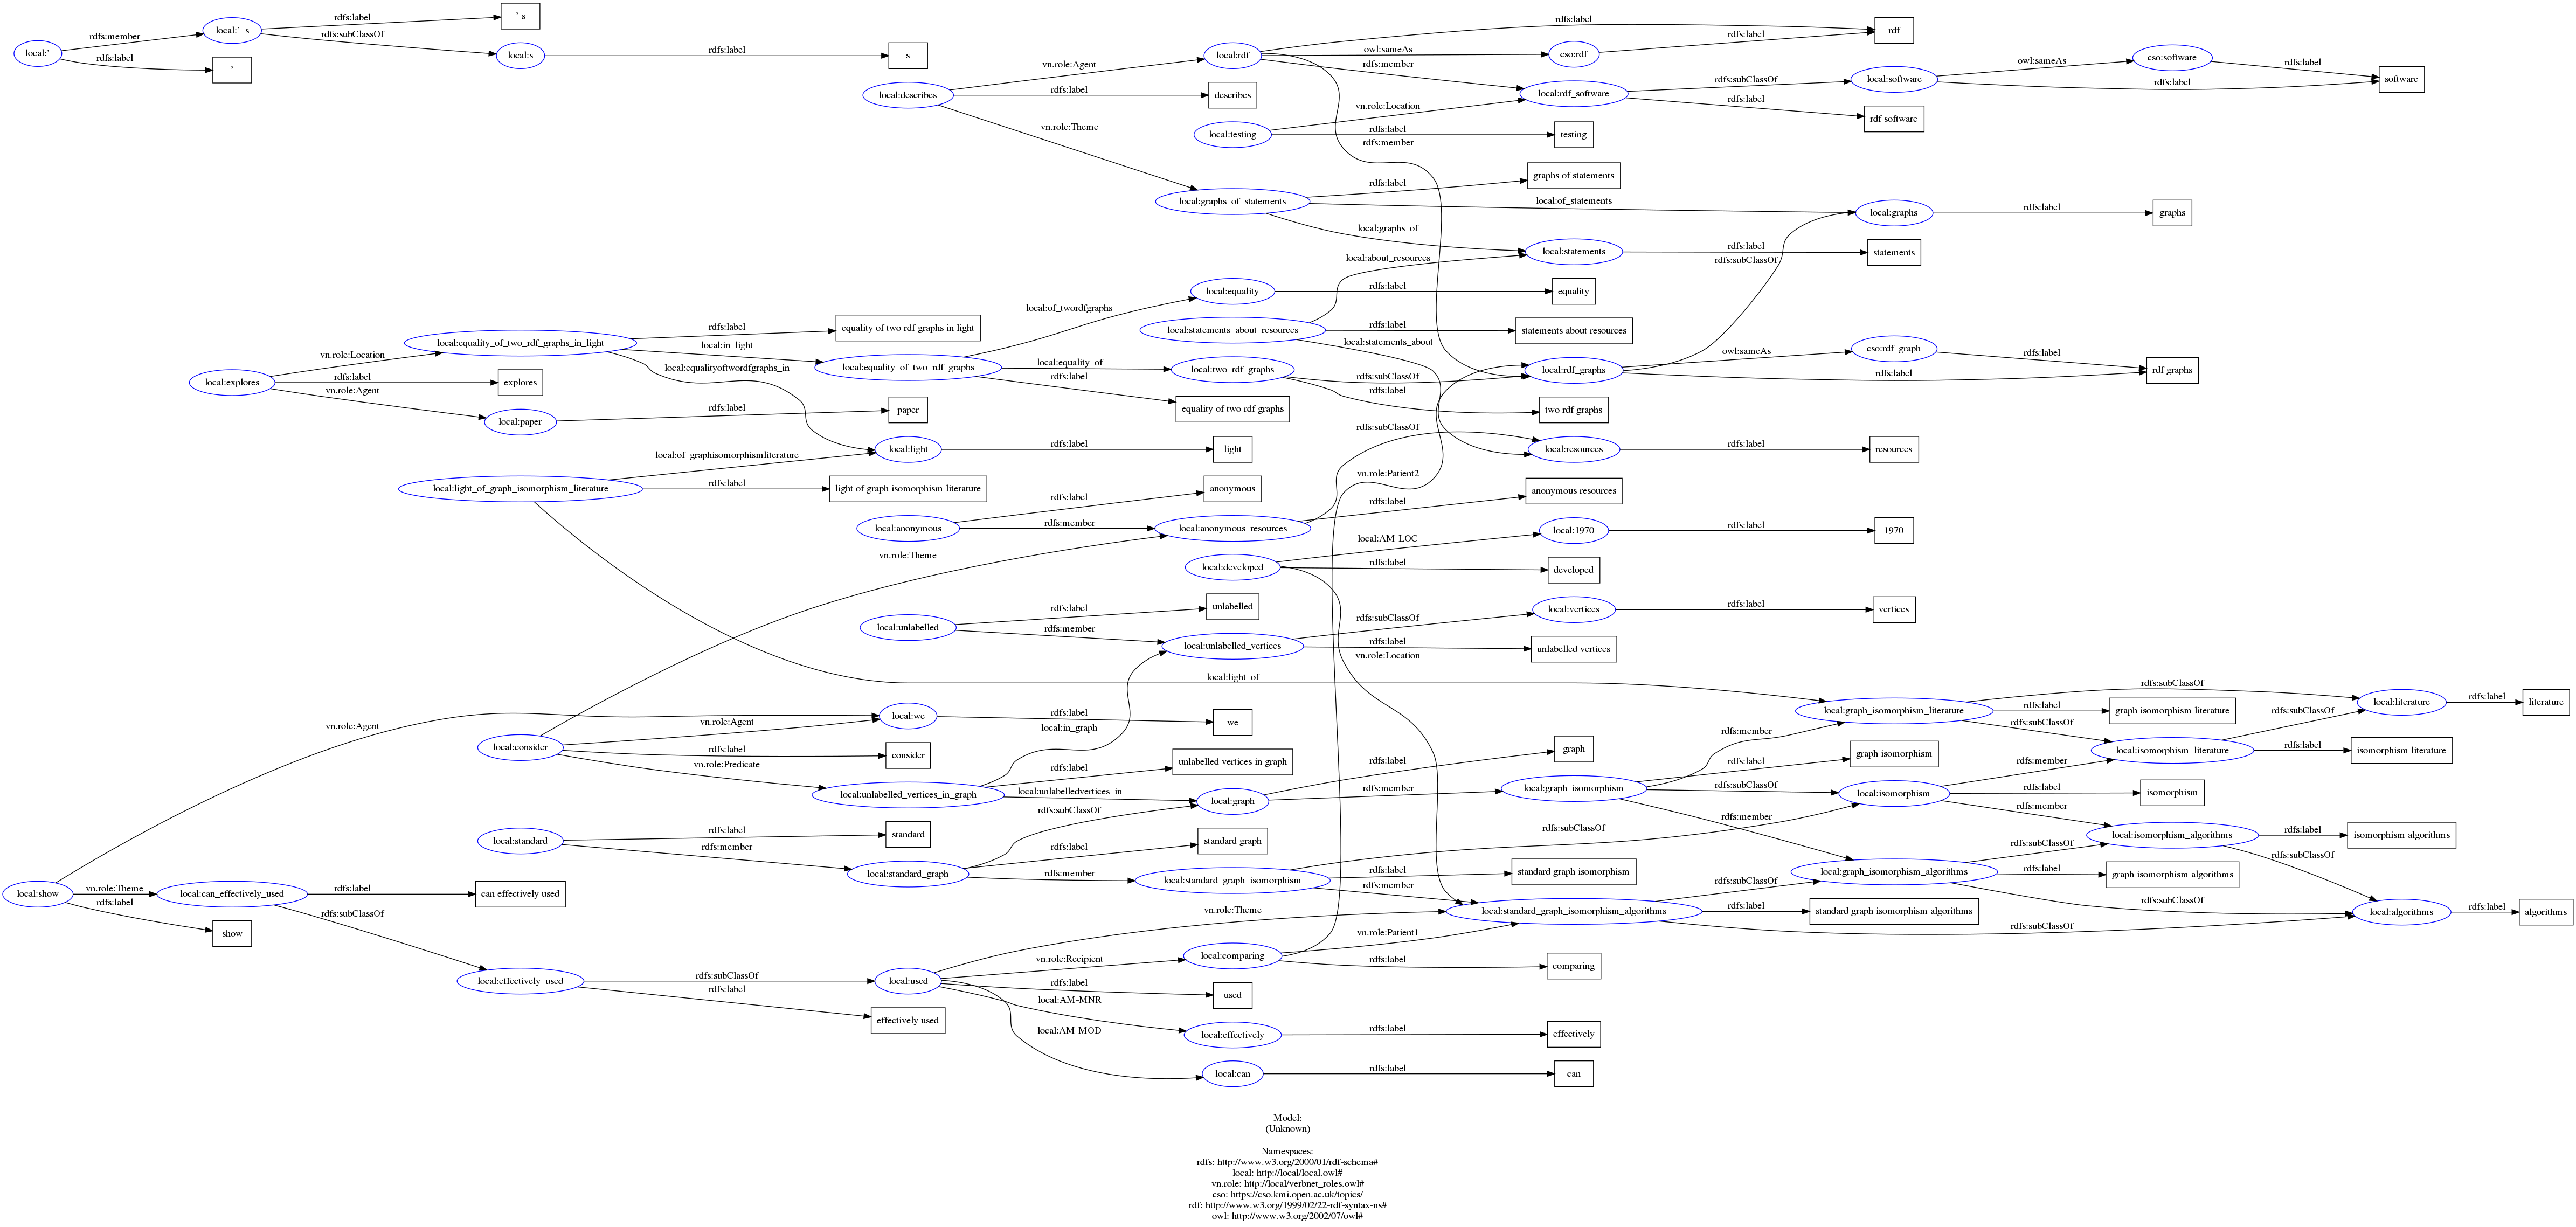 local:'
rdfs:member
rdfs:label
local:'_s
'
rdfs:label
rdfs:subClassOf
' s
local:s
rdfs:label
s
local:describes
vn.role:Agent
rdfs:label
vn.role:Theme
local:rdf
describes
local:testing
rdfs:label
owl:sameAs
rdfs:member
vn.role:Location
rdfs:label
rdfs:member
cso:rdf
local:rdf_software
testing
rdfs:label
rdfs:subClassOf
rdfs:label
rdf
local:software
rdf software
owl:sameAs
rdfs:label
cso:software
rdfs:label
software
local:graphs_of_statements
rdfs:label
local:of_statements
local:graphs_of
graphs of statements
local:graphs
rdfs:label
graphs
local:statements
rdfs:label
statements
local:about_resources
rdfs:subClassOf
local:explores
vn.role:Location
rdfs:label
vn.role:Agent
local:equality_of_two_rdf_graphs_in_light
explores
local:paper
rdfs:label
local:in_light
local:equalityoftwordfgraphs_in
rdfs:label
equality of two rdf graphs in light
local:equality_of_two_rdf_graphs
paper
local:of_twordfgraphs
local:equality_of
rdfs:label
local:equality
rdfs:label
equality
local:statements_about_resources
rdfs:label
statements about resources
local:statements_about
local:two_rdf_graphs
rdfs:subClassOf
rdfs:label
equality of two rdf graphs
two rdf graphs
local:rdf_graphs
owl:sameAs
rdfs:label
cso:rdf_graph
rdfs:label
rdf graphs
local:light
rdfs:label
light
local:resources
rdfs:label
resources
local:light_of_graph_isomorphism_literature
local:of_graphisomorphismliterature
rdfs:label
light of graph isomorphism literature
local:light_of
local:anonymous
rdfs:label
rdfs:member
anonymous
local:anonymous_resources
rdfs:subClassOf
vn.role:Patient2
rdfs:label
anonymous resources
vn.role:Theme
local:developed
local:AM-LOC
rdfs:label
vn.role:Location
local:1970
rdfs:label
1970
developed
local:unlabelled
rdfs:label
rdfs:member
unlabelled
local:unlabelled_vertices
rdfs:subClassOf
rdfs:label
local:vertices
rdfs:label
vertices
unlabelled vertices
vn.role:Agent
local:consider
vn.role:Agent
rdfs:label
vn.role:Predicate
local:we
rdfs:label
we
consider
local:unlabelled_vertices_in_graph
local:in_graph
rdfs:label
local:unlabelledvertices_in
unlabelled vertices in graph
local:graph
rdfs:label
graph
rdfs:member
local:graph_isomorphism
rdfs:member
rdfs:label
rdfs:subClassOf
rdfs:member
graph isomorphism
local:graph_isomorphism_literature
rdfs:subClassOf
rdfs:label
rdfs:subClassOf
graph isomorphism literature
local:isomorphism_literature
rdfs:subClassOf
rdfs:label
local:literature
rdfs:label
literature
isomorphism literature
local:isomorphism
rdfs:member
rdfs:label
rdfs:member
isomorphism
local:isomorphism_algorithms
rdfs:label
rdfs:subClassOf
isomorphism algorithms
local:standard
rdfs:label
rdfs:member
standard
local:standard_graph
rdfs:subClassOf
rdfs:label
rdfs:member
standard graph
local:standard_graph_isomorphism
rdfs:subClassOf
rdfs:label
rdfs:member
standard graph isomorphism
local:standard_graph_isomorphism_algorithms
rdfs:subClassOf
rdfs:label
rdfs:subClassOf
local:graph_isomorphism_algorithms
rdfs:subClassOf
rdfs:label
rdfs:subClassOf
graph isomorphism algorithms
standard graph isomorphism algorithms
local:algorithms
rdfs:label
algorithms
local:show
vn.role:Theme
rdfs:label
local:can_effectively_used
show
rdfs:label
rdfs:subClassOf
can effectively used
local:effectively_used
rdfs:subClassOf
rdfs:label
effectively used
local:used
vn.role:Theme
vn.role:Recipient
rdfs:label
local:AM-MNR
local:AM-MOD
local:comparing
vn.role:Patient1
rdfs:label
comparing
used
local:effectively
rdfs:label
effectively
local:can
rdfs:label
can
Model:
(Unknown)
Namespaces:
rdfs: http://www.w3.org/2000/01/rdf-schema#
local: http://local/local.owl#
vn.role: http://local/verbnet_roles.owl#
cso: https://cso.kmi.open.ac.uk/topics/
rdf: http://www.w3.org/1999/02/22-rdf-syntax-ns#
owl: http://www.w3.org/2002/07/owl#